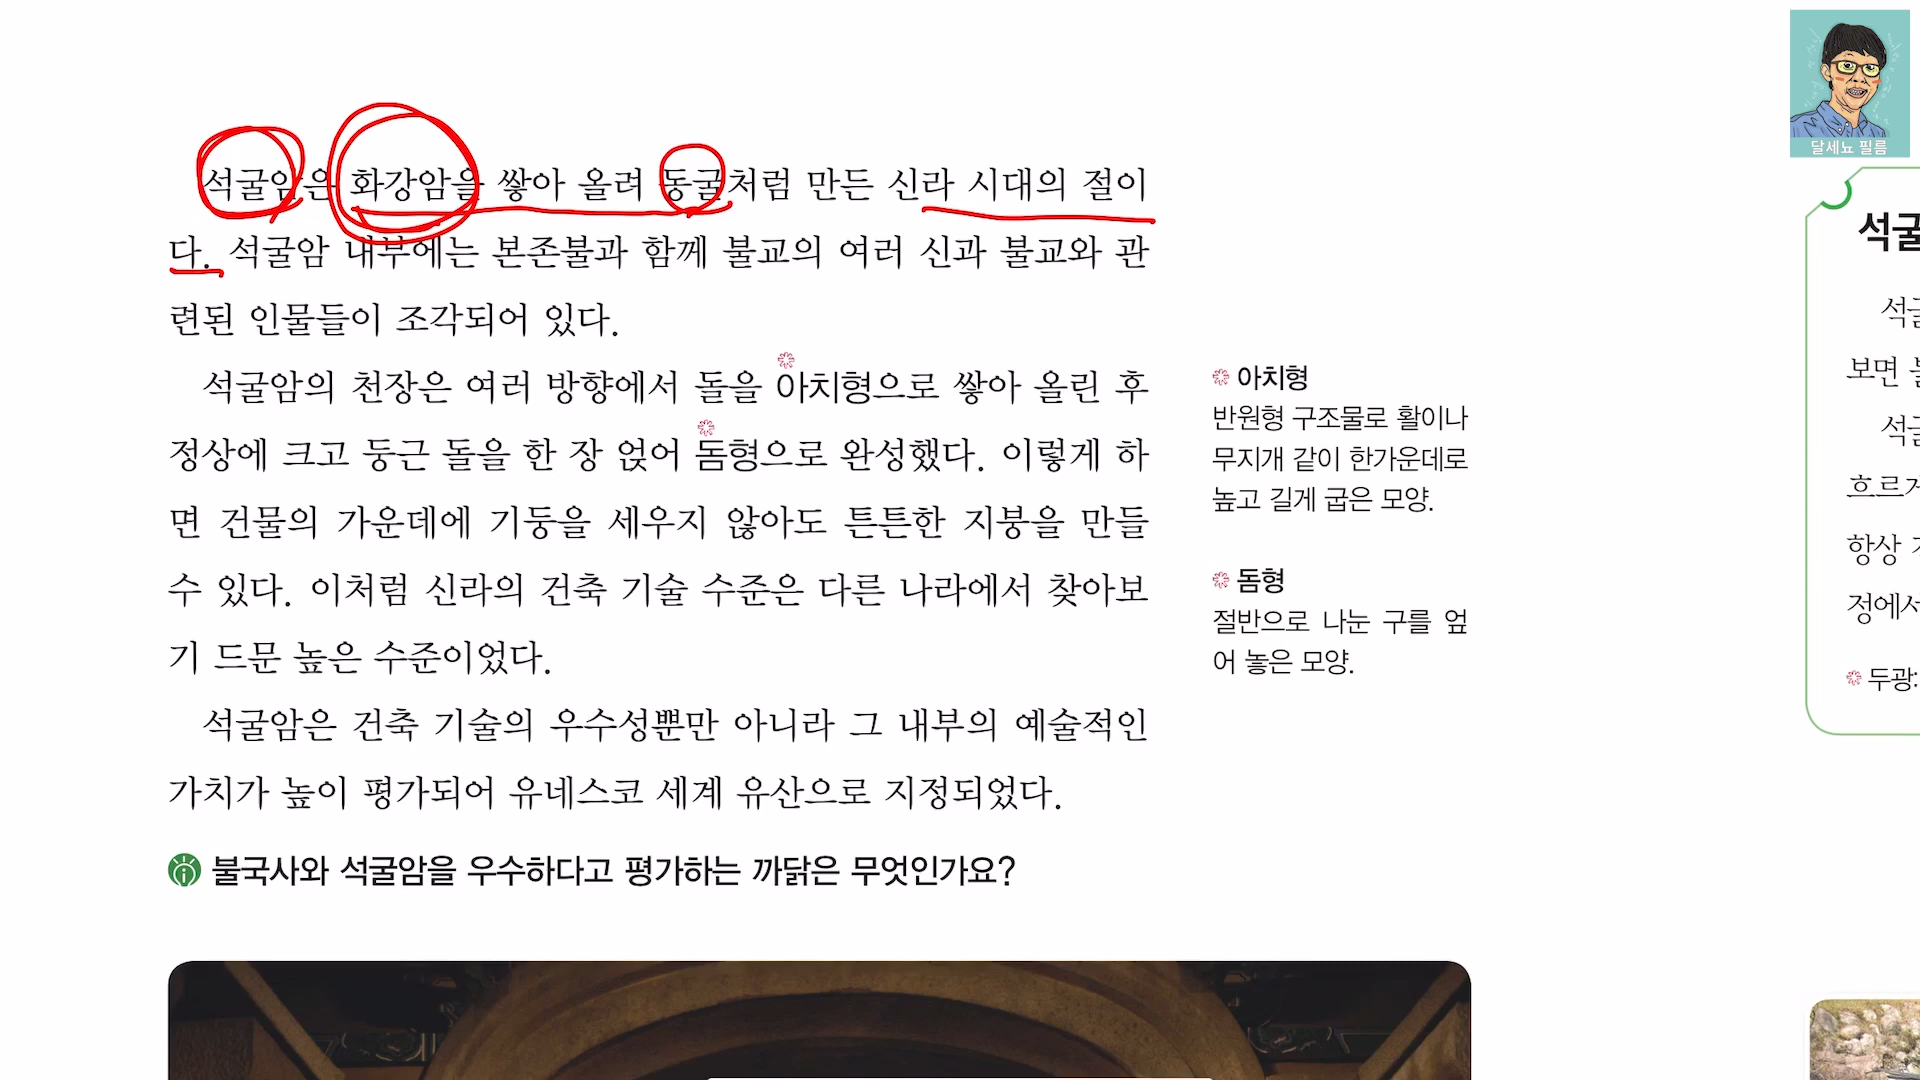 달세뇨 필름
석굴암은 화강암을 쌓아 올려 동굴처럼 만든 신라 시대의 절이
다. 석굴암 내부에는 본존불과 함께 불교의 여러 신과 불교와 관
련된 인물들이 조각되어 있다.
석굴암의 천장은 여러 방향에서 돌을 아치형으로 쌓아 올린 후
정상에 크고 둥근 돌을 한 장 얹어 돔형으로 완성했다. 이렇게 하
면 건물의 가운데에 기둥을 세우지 않아도 튼튼한 지붕을 만들
수 있다. 이처럼 신라의 건축 기술 수준은 다른 나라에서 찾아보
기 드문 높은 수준이었다.
석굴암은 건축 기술의 우수성뿐만 아니라 그 내부의 예술적인
가치가 높이 평가되어 유네스코 세계 유산으로 지정되었다.
불국사와 석굴암을 우수하다고 평가하는 까닭은 무엇인가요?
아치형
반원형 구조물로 활이나
무지개 같이 한가운데로
높고 길게 굽은 모양.
돔형
절반으로 나눈 구를 엎
어 놓은 모양.
석굴
석굴
보면
석굴
흐르게
항상
정에서
두광: